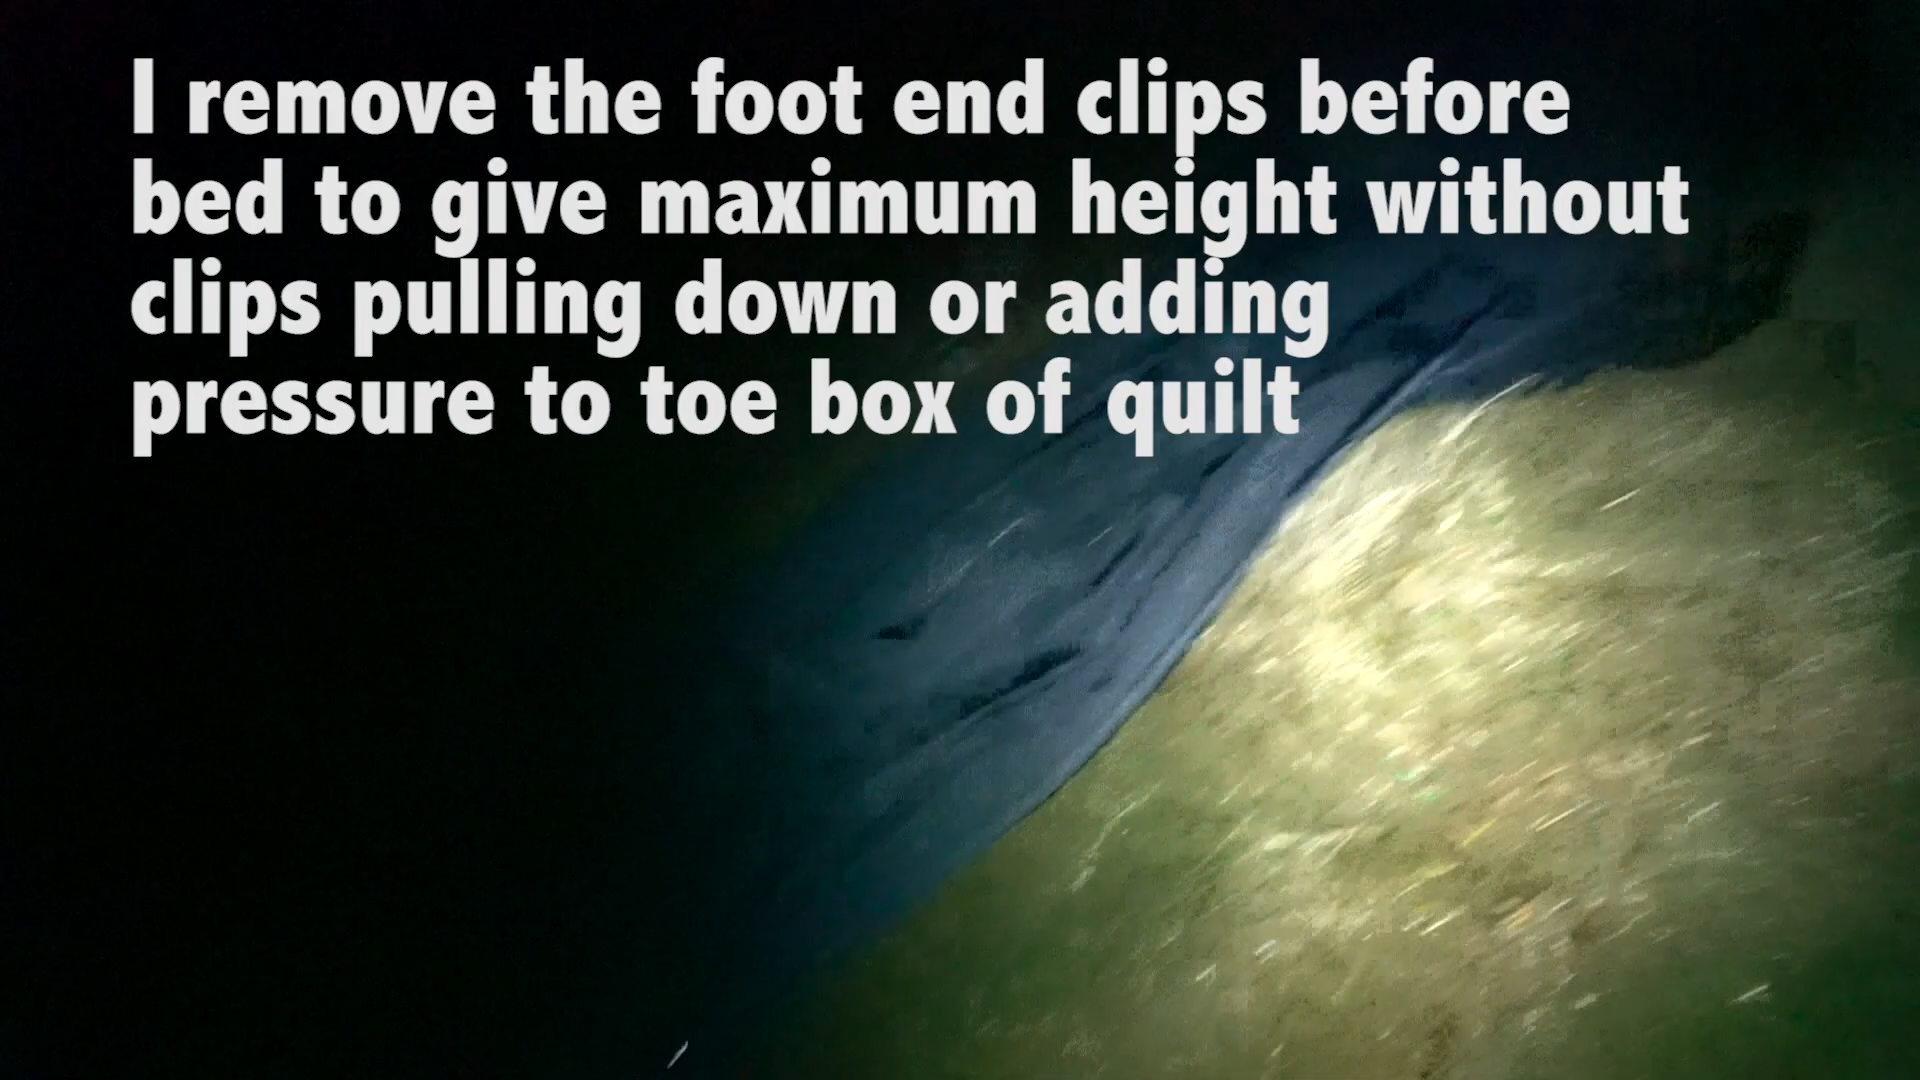 I remove the foot end clips before
bed to give maximum height without
clips pulling down or adding
pressure to toe box of quilt